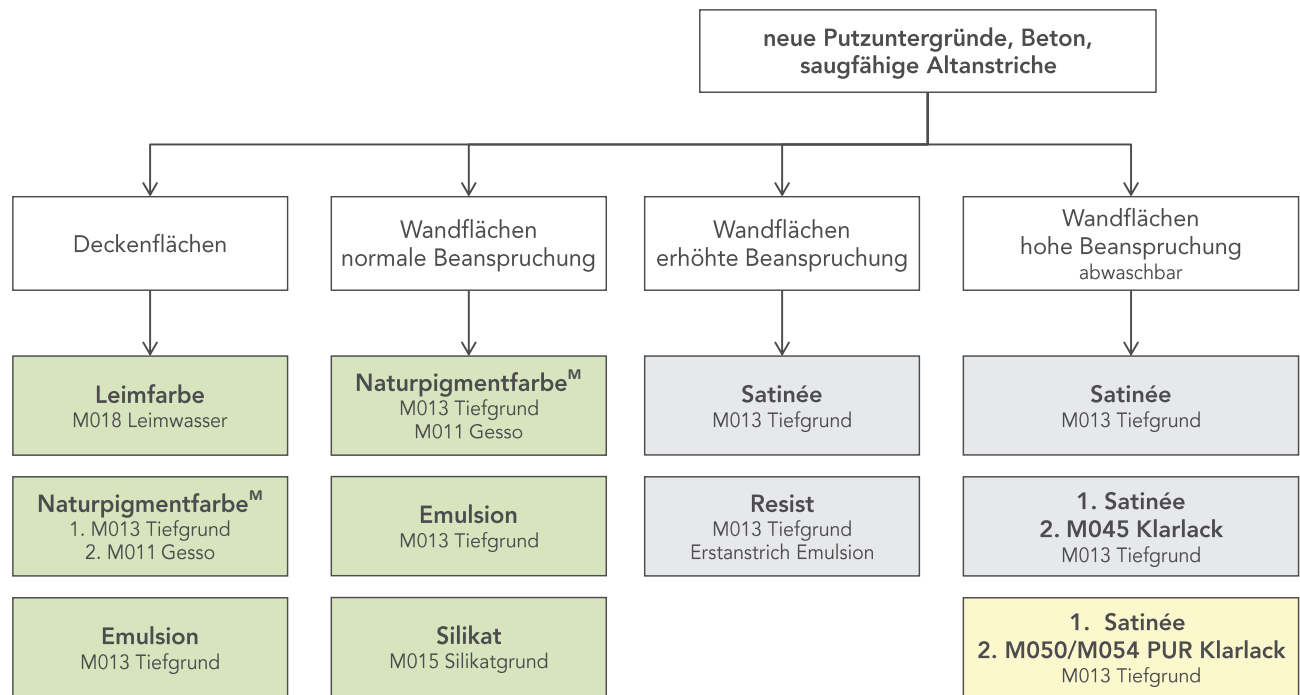 neue Putzuntergründe, Beton,
saugfähige Altanstriche
Deckenflächen
Wandflächen
normale Beanspruchung
Wandflächen
erhöhte Beanspruchung
Wandflächen
hohe Beanspruchung
abwaschbar
Leimfarbe
M018 Leimwasser
Naturpigmentfarbeᴹ
M013 Tiefgrund
M011 Gesso
Satinée
M013 Tiefgrund
Satinée
M013 Tiefgrund
Naturpigmentfarbeᴹ
1. M013 Tiefgrund
2. M011 Gesso
Emulsion
M013 Tiefgrund
Resist
M013 Tiefgrund
Erstanstrich Emulsion
1. Satinée
2. M045 Klarlack
M013 Tiefgrund
Emulsion
M013 Tiefgrund
Silikat
M015 Silikatgrund
1. Satinée
2. M050/M054 PUR Klarlack
M013 Tiefgrund